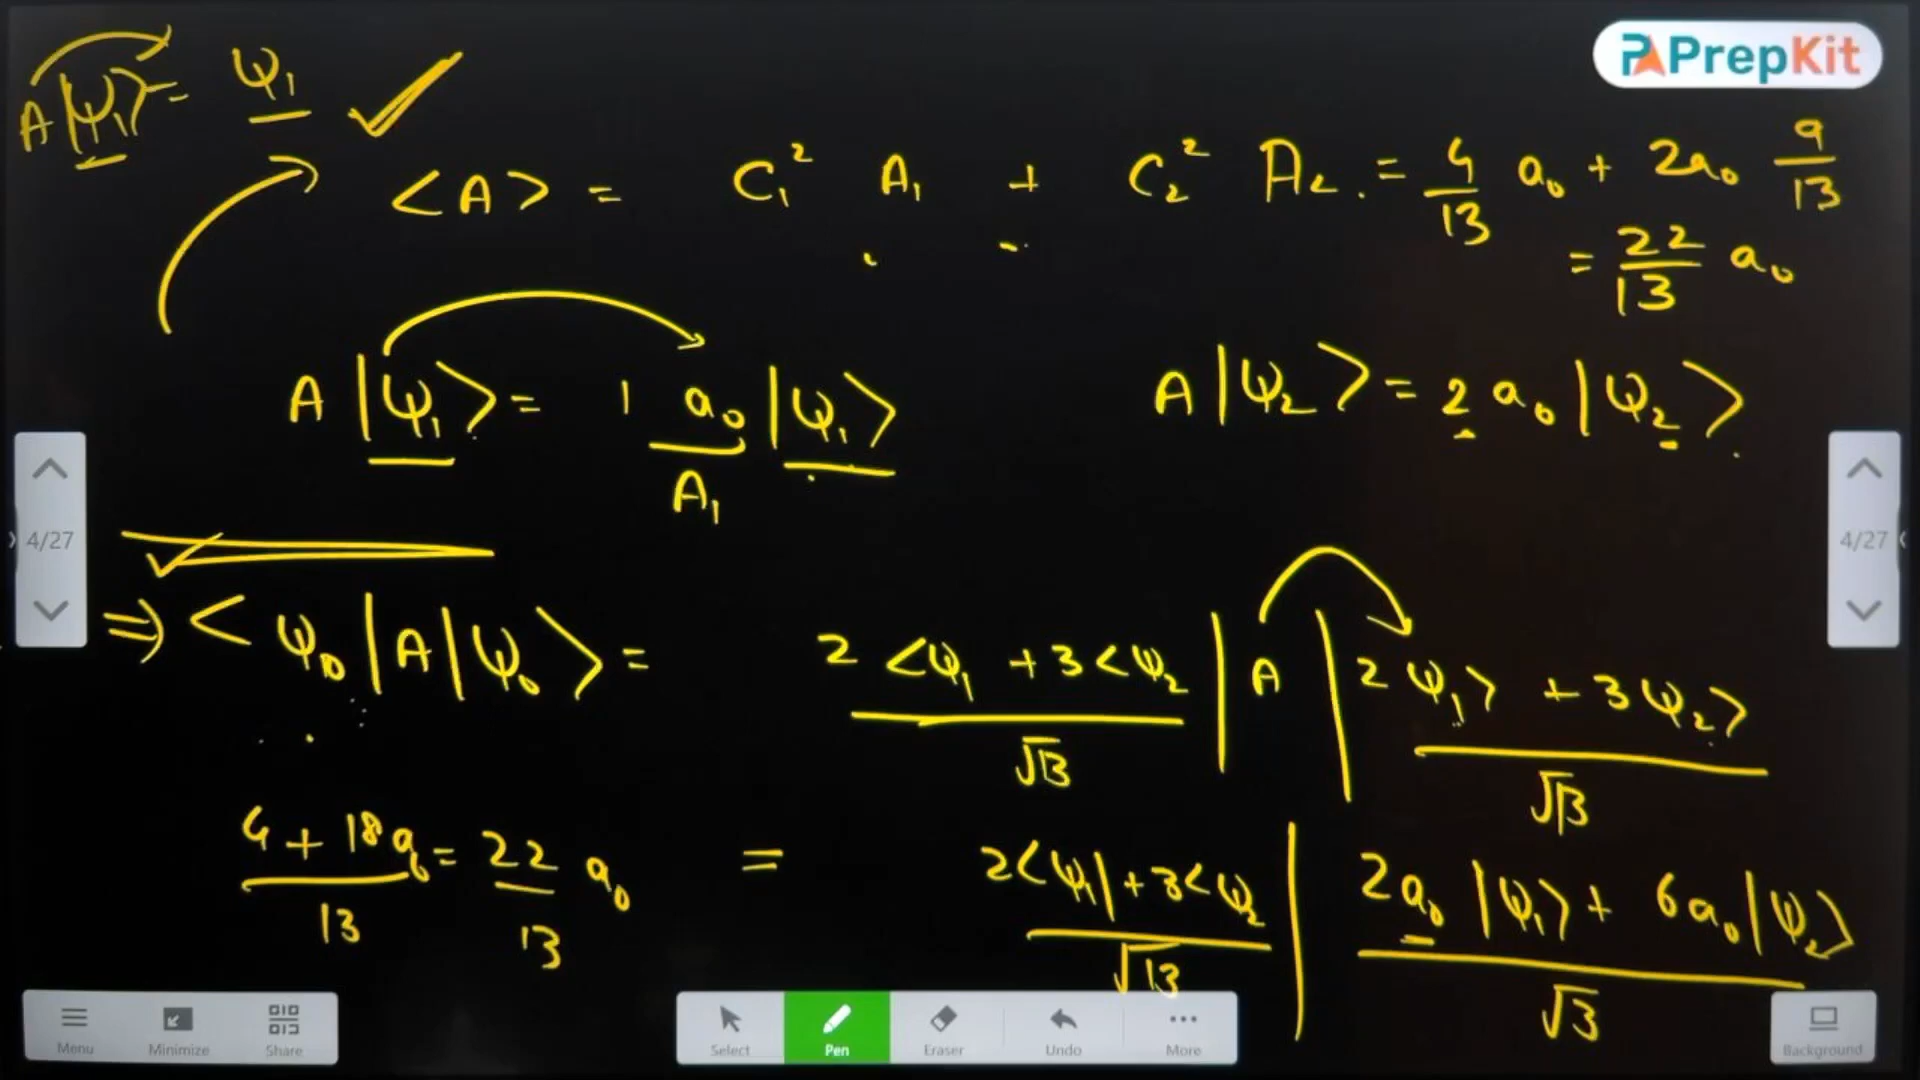 PrepKit
A|ψ₁⟩ = ψ₁
<A> = C₁² A₁ + C₂² A₂ . = 4/13 a₀ + 2a₀ 9/13
= 22/13 a₀
A|ψ₁⟩ = 1 a₀ |ψ₁⟩ A|ψ₂⟩ = 2 a₀ |ψ₂⟩
A₁
4/27
4/27
⇒ <ψ₀|A|ψ₀⟩ = 2<ψ₁ + 3<ψ₂ / √13 | A | 2ψ₁⟩ + 3ψ₂⟩ / √13
4 + 18a₀ / 13 = 22/13 a₀ = 2<ψ₁| + 3<ψ₂ / √13 | 2a₀|ψ₁⟩ + 6a₀|ψ₂⟩ / √3
Menu Minimize Share Select Pen Eraser Undo More Background